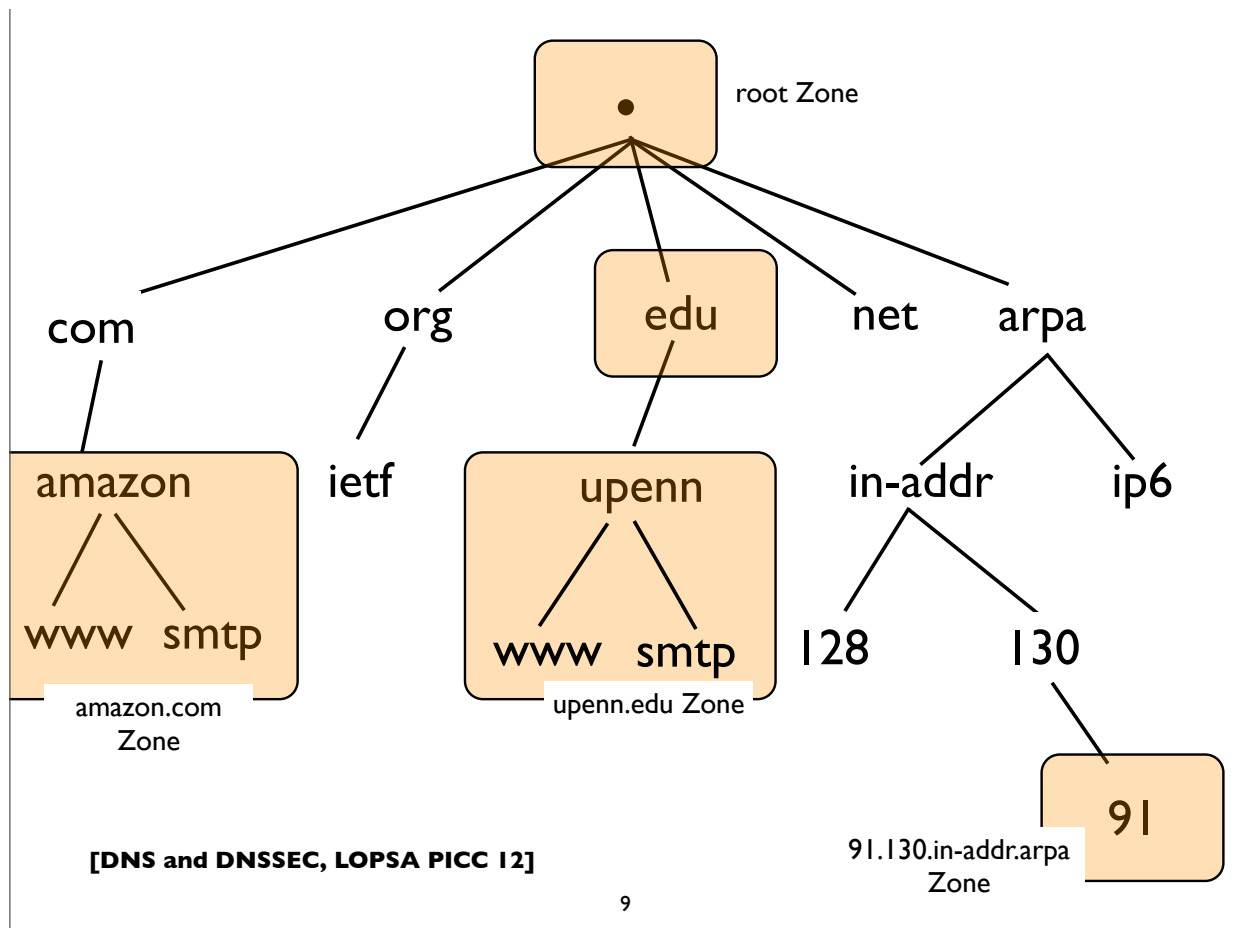 root Zone
com org edu net arpa
amazon ietf upenn in-addr ip6
www smtp www smtp 128 130
amazon.com
Zone
upenn.edu Zone
91
91.130.in-addr.arpa
Zone
[DNS and DNSSEC, LOPSA PICC 12]
9